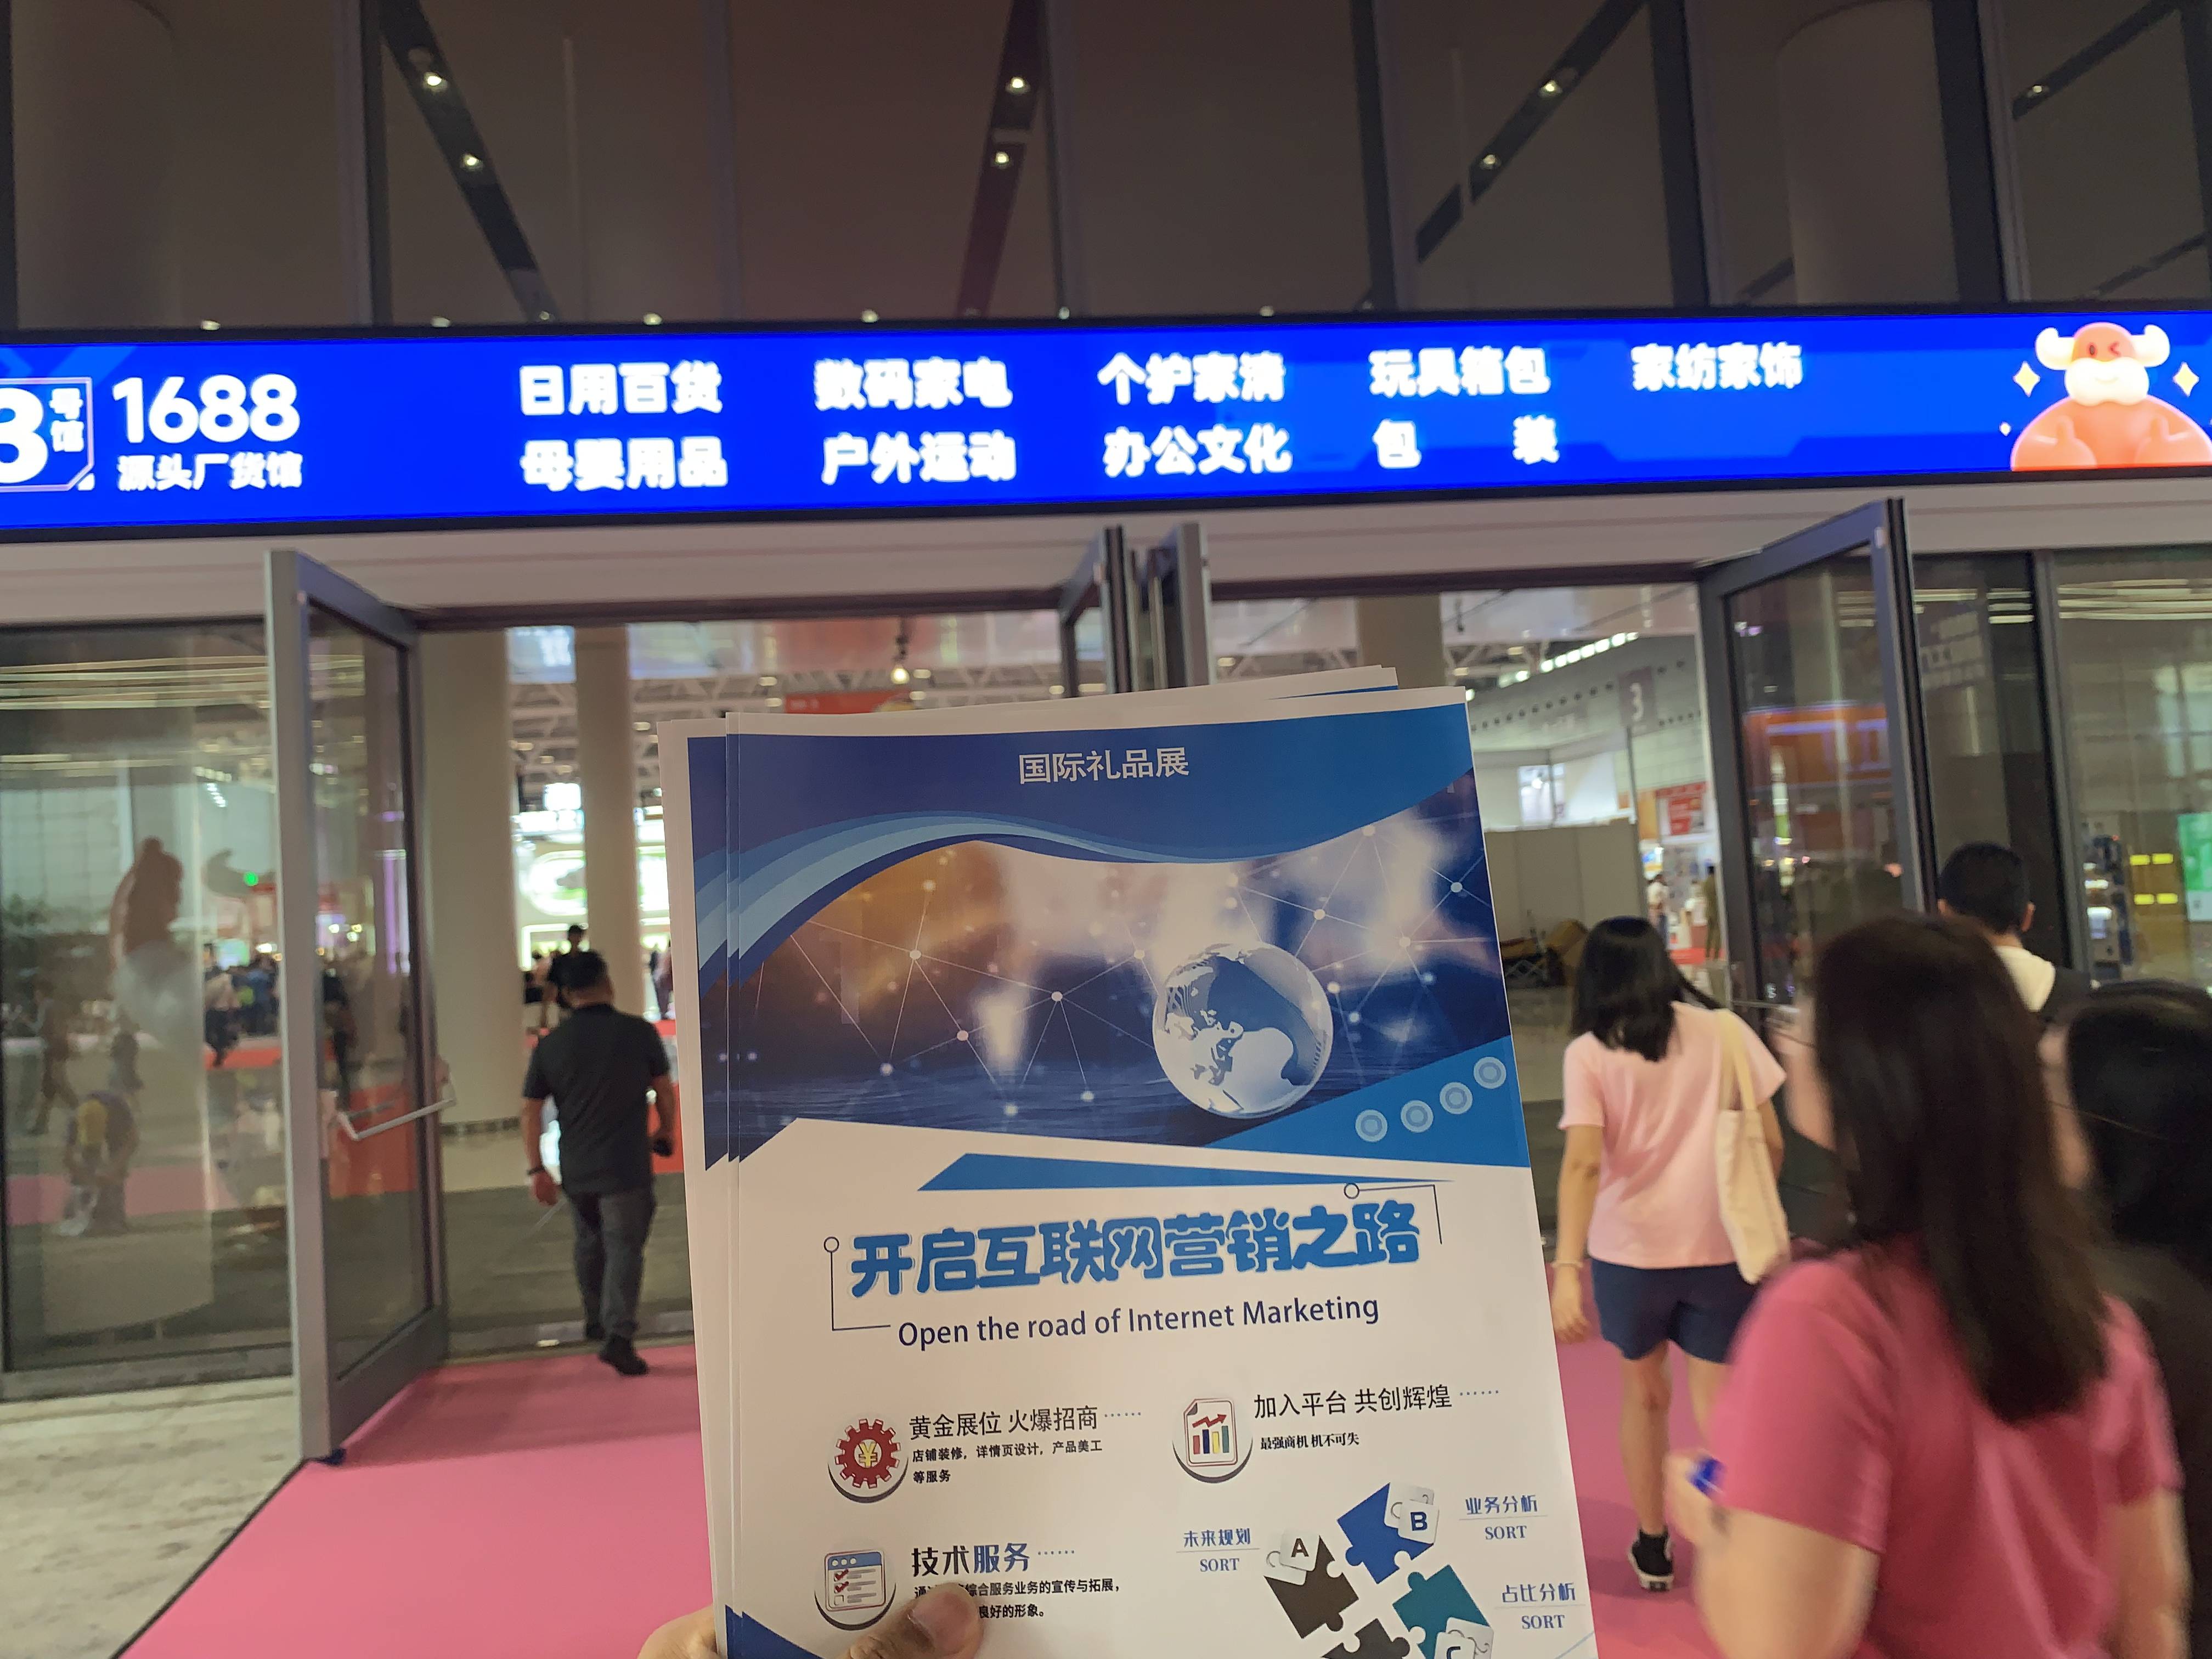 3号馆
1688
源头厂货馆
日用百货 数码家电 个护家清 玩具箱包 家纺家饰
母婴用品 户外运动 办公文化 包 装
3
国际礼品展
开启互联网营销之路
Open the road of Internet Marketing
黄金展位 火爆招商 ……
店铺装修，详情页设计，产品美工
等服务
加入平台 共创辉煌 ……
最强商机 机不可失
技术服务 ……
综合服务业务的宣传与拓展，
良好的形象。
未来规划
SORT
A
B
业务分析
SORT
占比分析
SORT
C